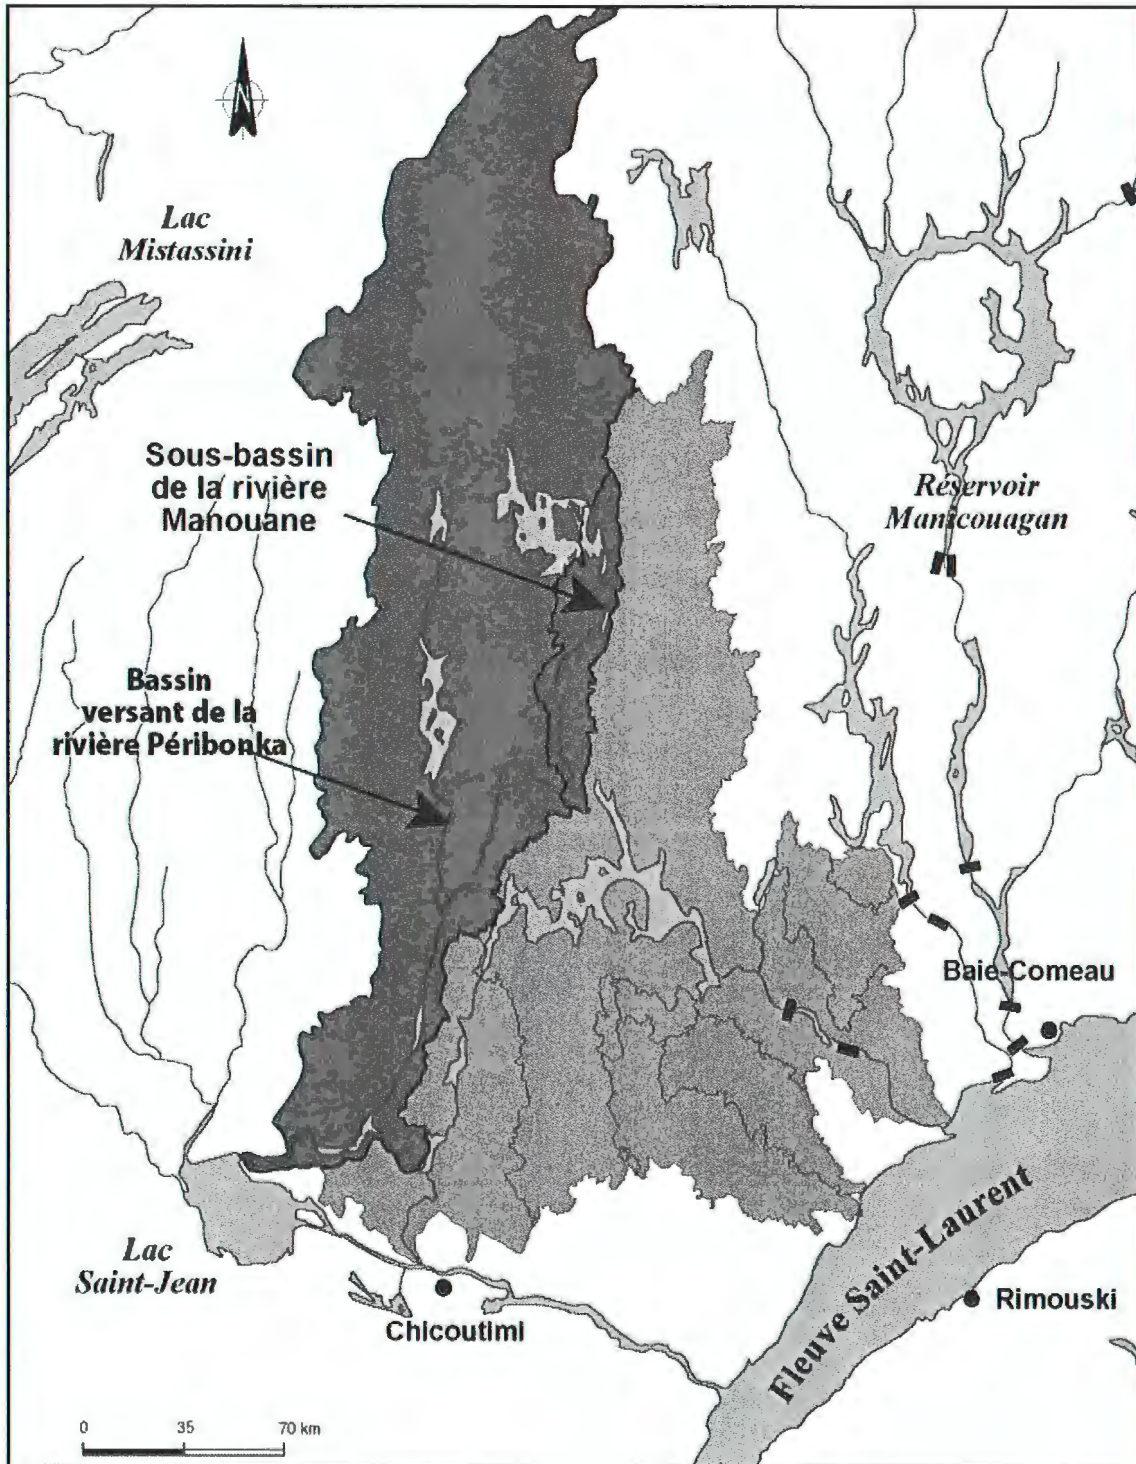 N
Lac
Mistassini
Sous-bassin
de la rivière
Manouane
Réservoir
Manicouagan
Bassin
versant de la
rivière Péribonka
Baie-Comeau
Lac
Saint-Jean
Fleuve Saint-Laurent
Rimouski
Chicoutimi
0 35 70 km